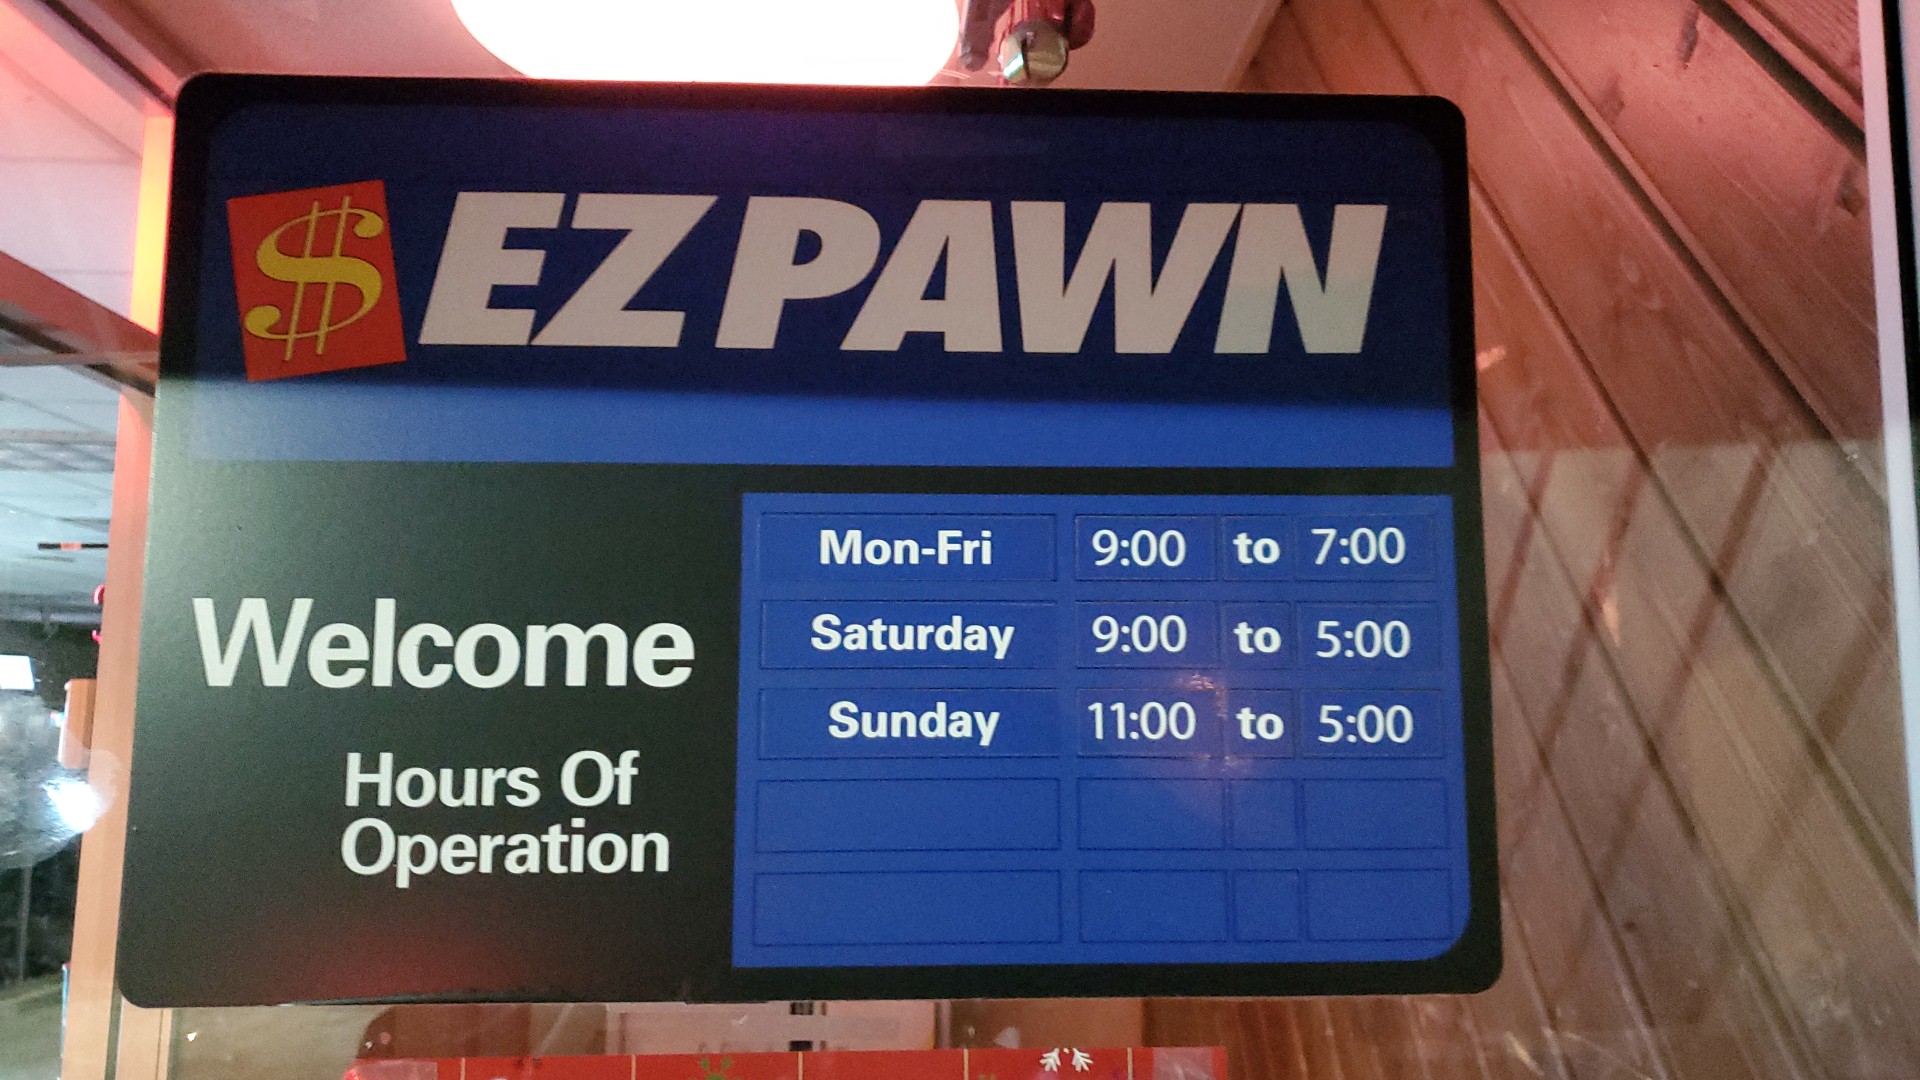 $ EZPAWN
Welcome
Hours Of
Operation
Mon-Fri 9:00 to 7:00
Saturday 9:00 to 5:00
Sunday 11:00 to 5:00